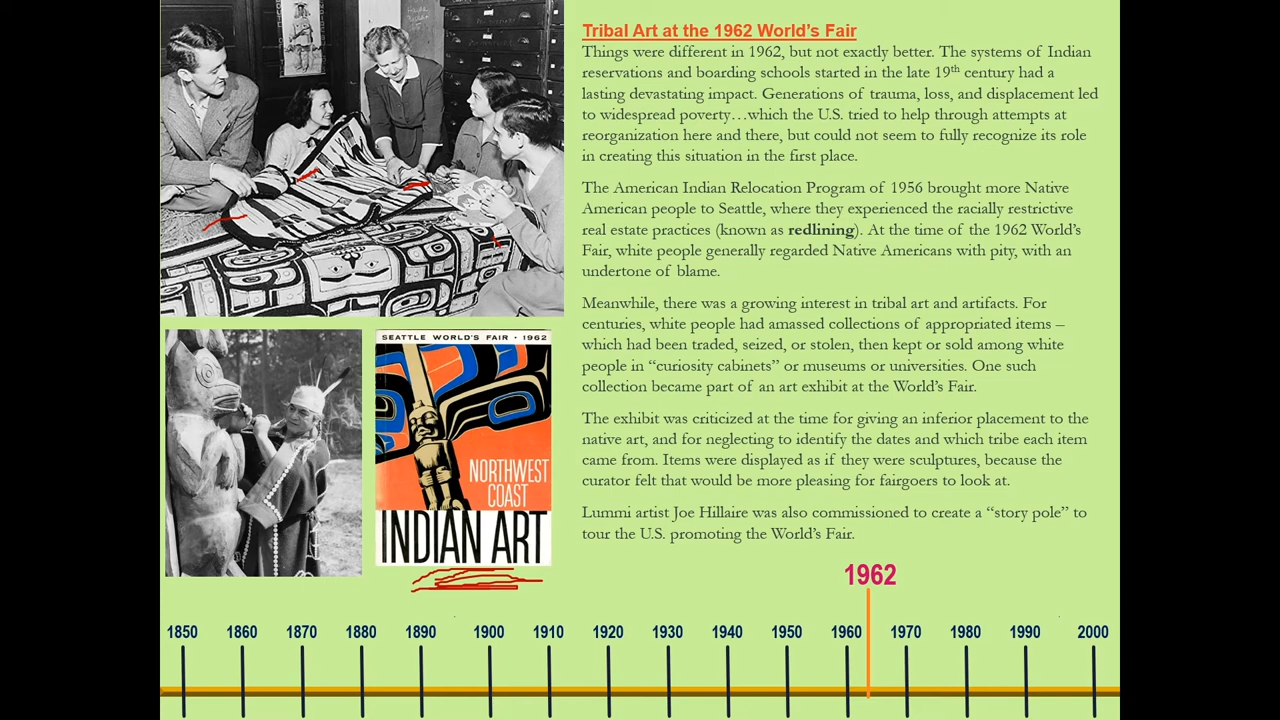 Tribal Art at the 1962 World's Fair
Things were different in 1962, but not exactly better. The systems of Indian
reservations and boarding schools started in the late 19th century had a
lasting devastating impact. Generations of trauma, loss, and displacement led
to widespread poverty…which the U.S. tried to help through attempts at
reorganization here and there, but could not seem to fully recognize its role
in creating this situation in the first place.
The American Indian Relocation Program of 1956 brought more Native
American people to Seattle, where they experienced the racially restrictive
real estate practices (known as redlining). At the time of the 1962 World's
Fair, white people generally regarded Native Americans with pity, with an
undertone of blame.
Meanwhile, there was a growing interest in tribal art and artifacts. For
centuries, white people had amassed collections of appropriated items –
which had been traded, seized, or stolen, then kept or sold among white
people in “curiosity cabinets” or museums or universities. One such
collection became part of an art exhibit at the World's Fair.
The exhibit was criticized at the time for giving an inferior placement to the
native art, and for neglecting to identify the dates and which tribe each item
came from. Items were displayed as if they were sculptures, because the
curator felt that would be more pleasing for fairgoers to look at.
Lummi artist Joe Hillaire was also commissioned to create a “story pole” to
tour the U.S. promoting the World's Fair.
SEATTLE WORLD'S FAIR • 1962
NORTHWEST
COAST
INDIAN ART
1962
1850 1860 1870 1880 1890 1900 1910 1920 1930 1940 1950 1960 1970 1980 1990 2000